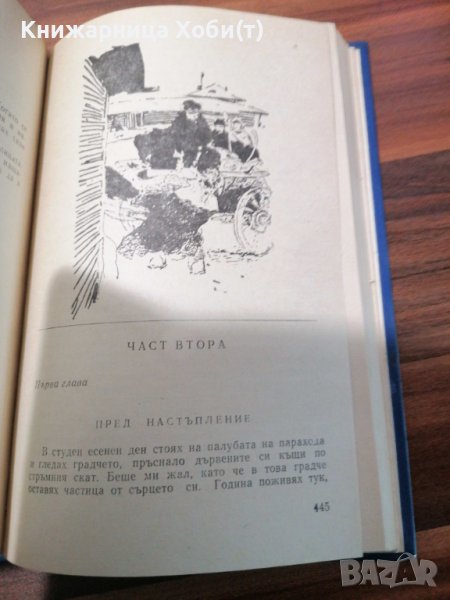 Книжарница Хоби(т)
ЧАСТ ВТОРА
Първа глава
ПРЕД НАСТЪПЛЕНИЕ
В студен есенен ден стоях на палубата на парахода
и гледах градчето, пръснало дървените си къщи по
стръмния скат. Беше ми жал, като че в това градче
оставях частица от сърцето си. Година поживях тук,
445
BAZAR